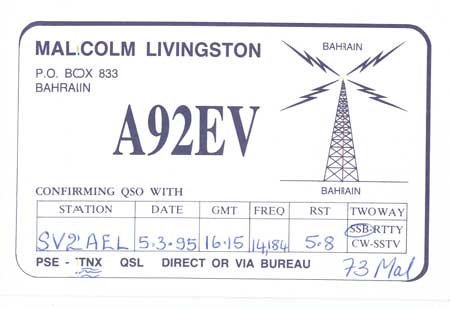 MALCOLM LIVINGSTON
P.O. BOX 833
BAHRAIN
BAHRAIN
A92EV
BAHRAIN
CONFIRMING QSO WITH
STATION DATE GMT FREQ RST TWO WAY
SV2AEL 5.3.95 16.15 14,184 5.8 SSB-RTTY
CW-SSTV
PSE - TNX QSL DIRECT OR VIA BUREAU 73 Mal